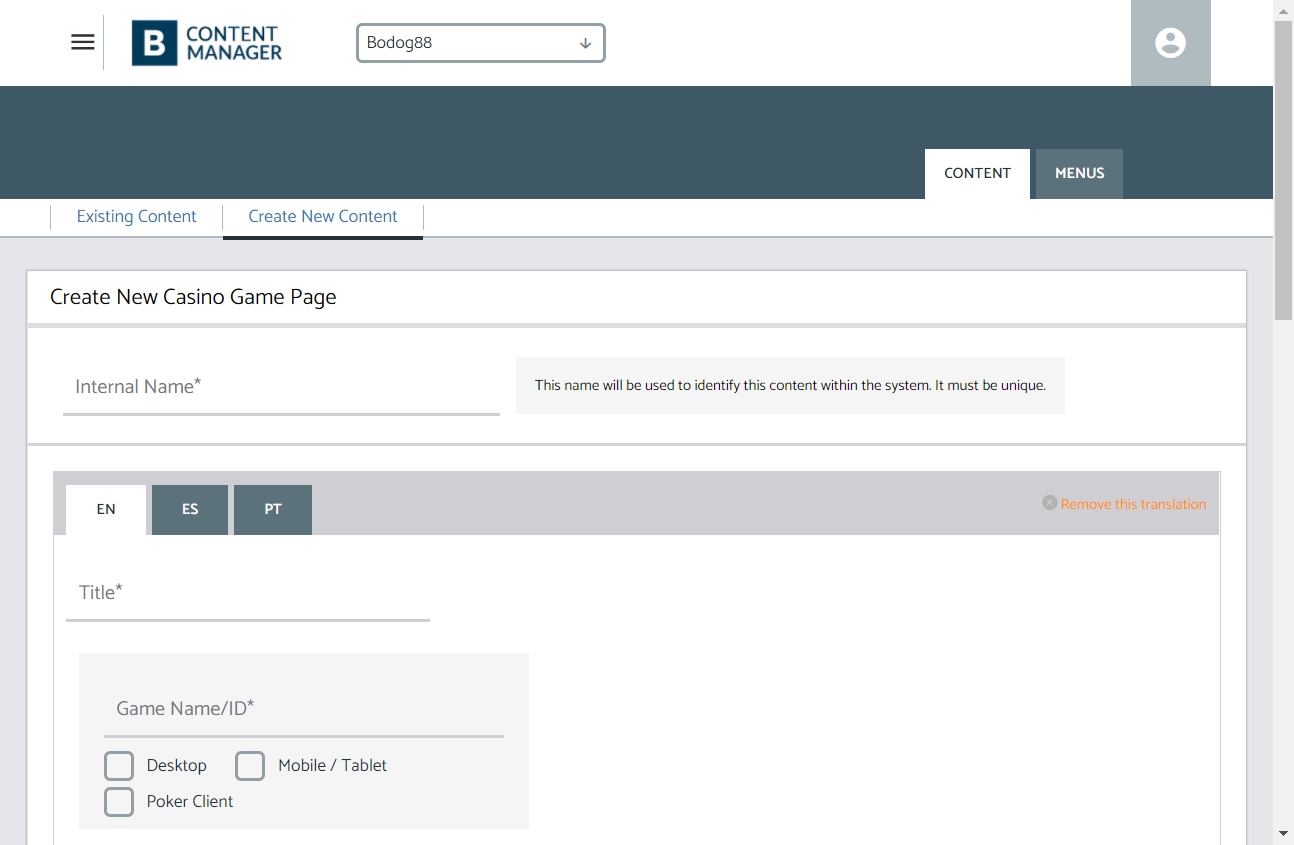 B CONTENT
MANAGER
Bodog88
CONTENT
MENUS
Existing Content
Create New Content
Create New Casino Game Page
Internal Name*
This name will be used to identify this content within the system. It must be unique.
EN
ES
PT
Remove this translation
Title*
Game Name/ID*
Desktop
Mobile / Tablet
Poker Client